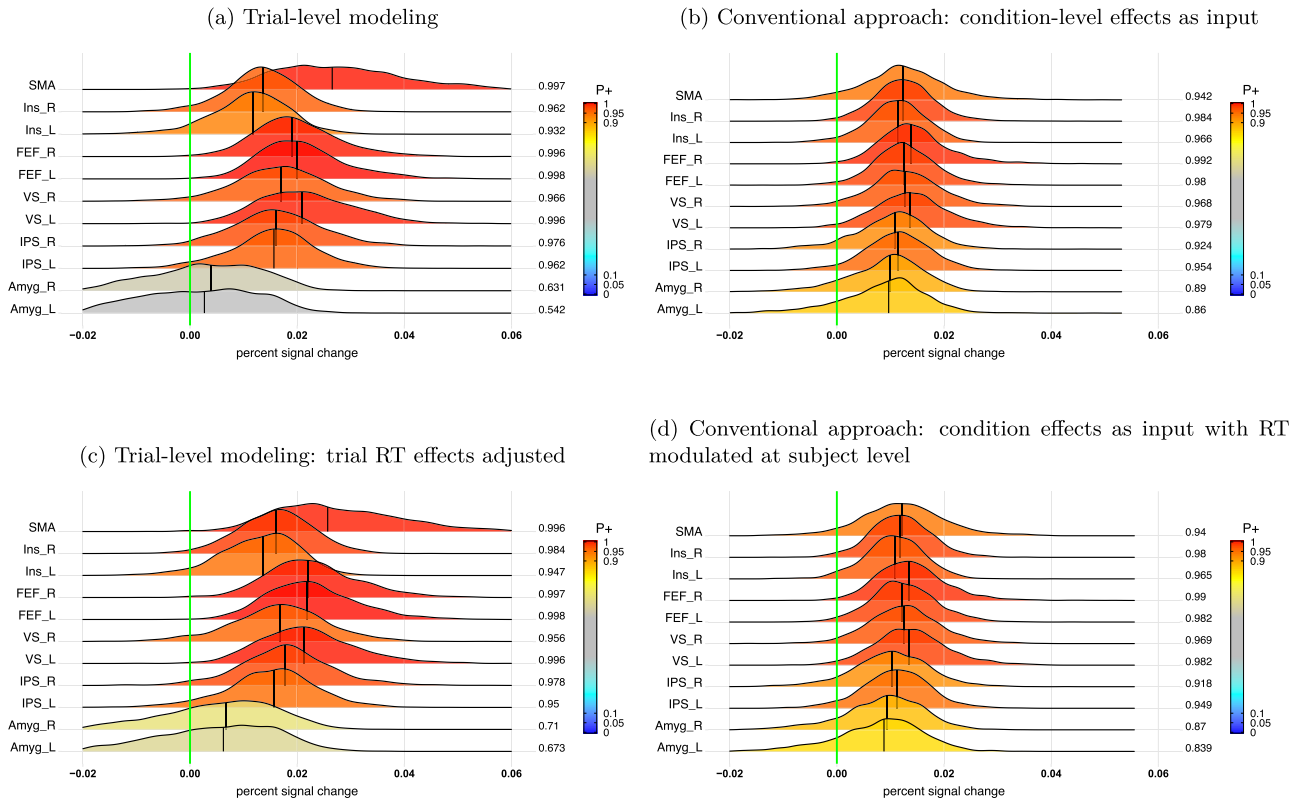 (a) Trial-level modeling
SMA 0.997
Ins_R 0.962
Ins_L 0.932
FEF_R 0.996
FEF_L 0.998
VS_R 0.966
VS_L 0.996
IPS_R 0.976
IPS_L 0.962
Amyg_R 0.631
Amyg_L 0.542
−0.02 0.00 0.02 0.04 0.06
percent signal change
P+
1
0.95
0.9
0.1
0.05
0
(b) Conventional approach: condition-level effects as input
SMA 0.942
Ins_R 0.984
Ins_L 0.966
FEF_R 0.992
FEF_L 0.98
VS_R 0.968
VS_L 0.979
IPS_R 0.924
IPS_L 0.954
Amyg_R 0.89
Amyg_L 0.86
−0.02 0.00 0.02 0.04 0.06
percent signal change
P+
1
0.95
0.9
0.1
0.05
0
(c) Trial-level modeling: trial RT effects adjusted
SMA 0.996
Ins_R 0.984
Ins_L 0.947
FEF_R 0.997
FEF_L 0.998
VS_R 0.956
VS_L 0.996
IPS_R 0.978
IPS_L 0.95
Amyg_R 0.71
Amyg_L 0.673
−0.02 0.00 0.02 0.04 0.06
percent signal change
P+
1
0.95
0.9
0.1
0.05
0
(d) Conventional approach: condition effects as input with RT
modulated at subject level
SMA 0.94
Ins_R 0.98
Ins_L 0.965
FEF_R 0.99
FEF_L 0.982
VS_R 0.969
VS_L 0.982
IPS_R 0.918
IPS_L 0.949
Amyg_R 0.87
Amyg_L 0.839
−0.02 0.00 0.02 0.04 0.06
percent signal change
P+
1
0.95
0.9
0.1
0.05
0